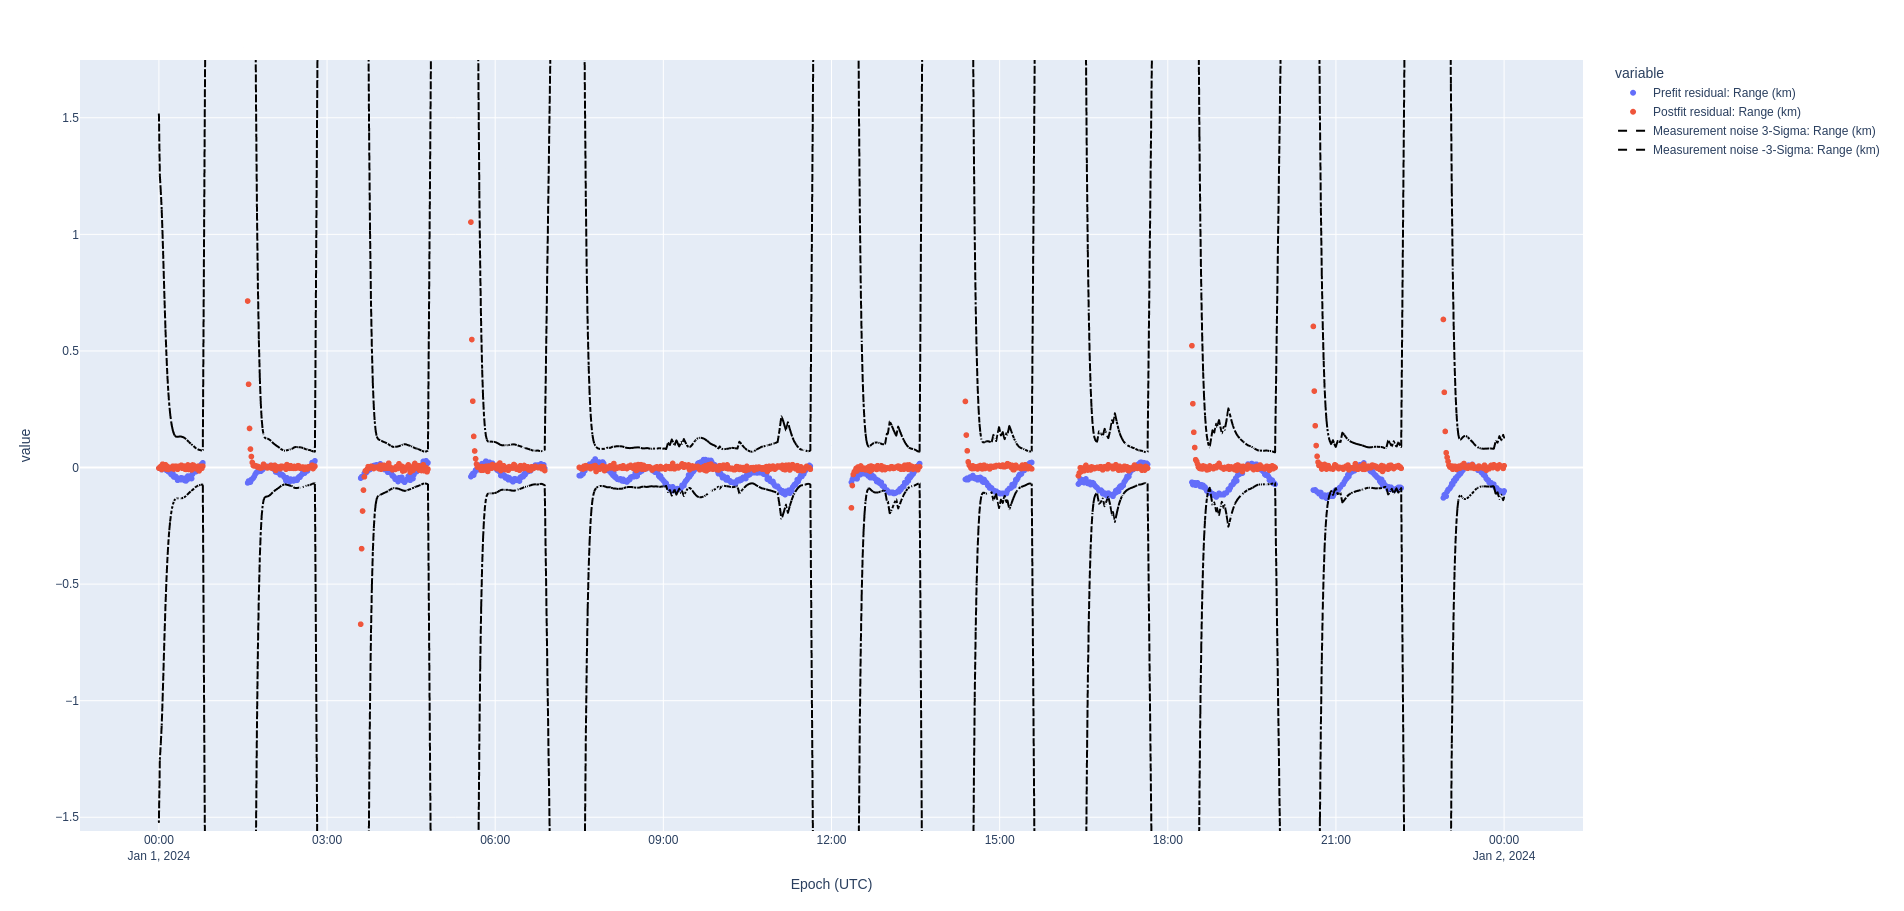 variable
Prefit residual: Range (km)
Postfit residual: Range (km)
Measurement noise 3-Sigma: Range (km)
Measurement noise -3-Sigma: Range (km)
1.5
1
0.5
0
−0.5
−1
−1.5
value
00:00
03:00
06:00
09:00
12:00
15:00
18:00
21:00
00:00
Jan 1, 2024
Jan 2, 2024
Epoch (UTC)